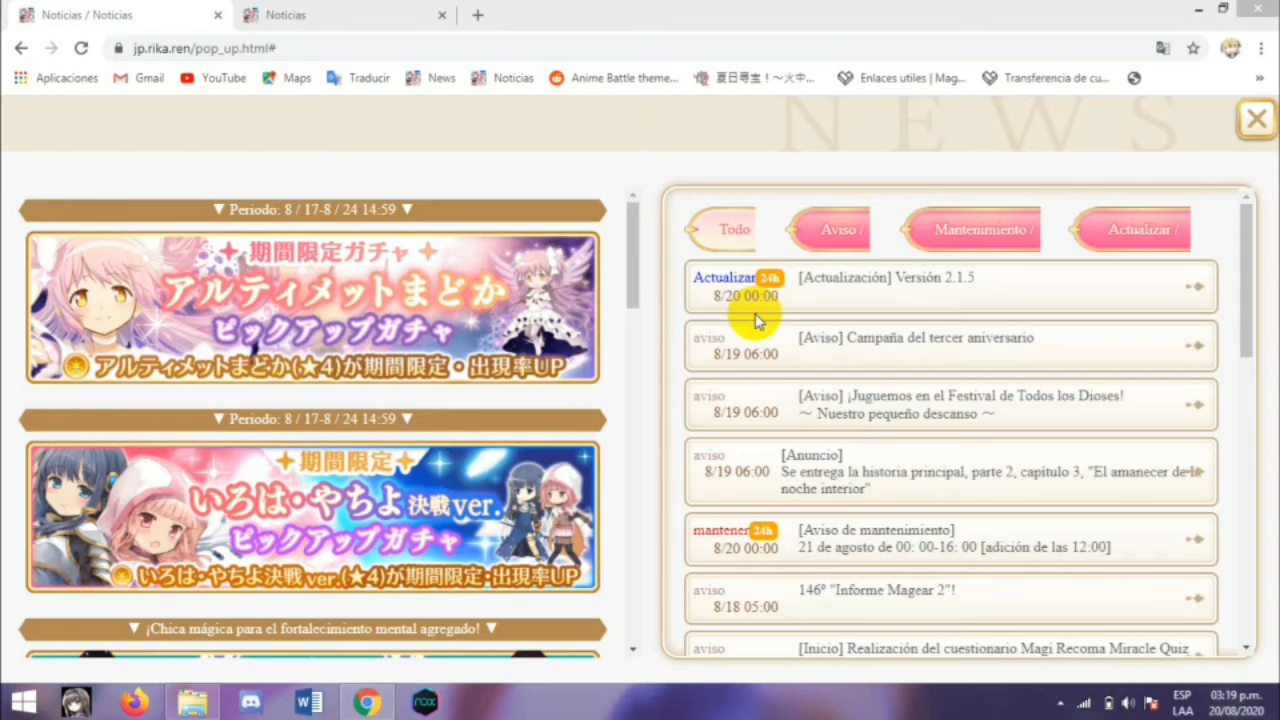 Noticias / Noticias
Noticias
jp.rika.ren/pop_up.html#
Aplicaciones
Gmail
YouTube
Maps
Traducir
News
Noticias
Anime Battle theme...
夏日尋宝！～火中...
Enlaces utiles | Mag...
Transferencia de cu...
»
NEWS
▼ Periodo: 8 / 17-8 / 24 14:59 ▼
期間限定ガチャ
アルティメットまどか
ピックアップガチャ
アルティメットまどか(★4)が期間限定・出現率UP
▼ Periodo: 8 / 17-8 / 24 14:59 ▼
期間限定
いろは・やちよ決戦ver.
ピックアップガチャ
いろは・やちよ決戦ver.(★4)が期間限定・出現率UP
▼ ¡Chica mágica para el fortalecimiento mental agregado! ▼
Todo
Aviso /
Mantenimiento /
Actualizar /
Actualizar 24h
8/20 00:00
[Actualización] Versión 2.1.5
aviso
8/19 06:00
[Aviso] Campaña del tercer aniversario
aviso
8/19 06:00
[Aviso] ¡Juguemos en el Festival de Todos los Dioses!
～ Nuestro pequeño descanso ～
aviso
8/19 06:00
[Anuncio]
Se entrega la historia principal, parte 2, capítulo 3, "El amanecer de
noche interior"
mantener 24h
8/20 00:00
[Aviso de mantenimiento]
21 de agosto de 00: 00-16: 00 [adición de las 12:00]
aviso
8/18 05:00
146º "Informe Magear 2"!
aviso
[Inicio] Realización del cuestionario Magi Recoma Miracle Quiz
nox
ESP
LAA
03:19 p.m.
20/08/2020